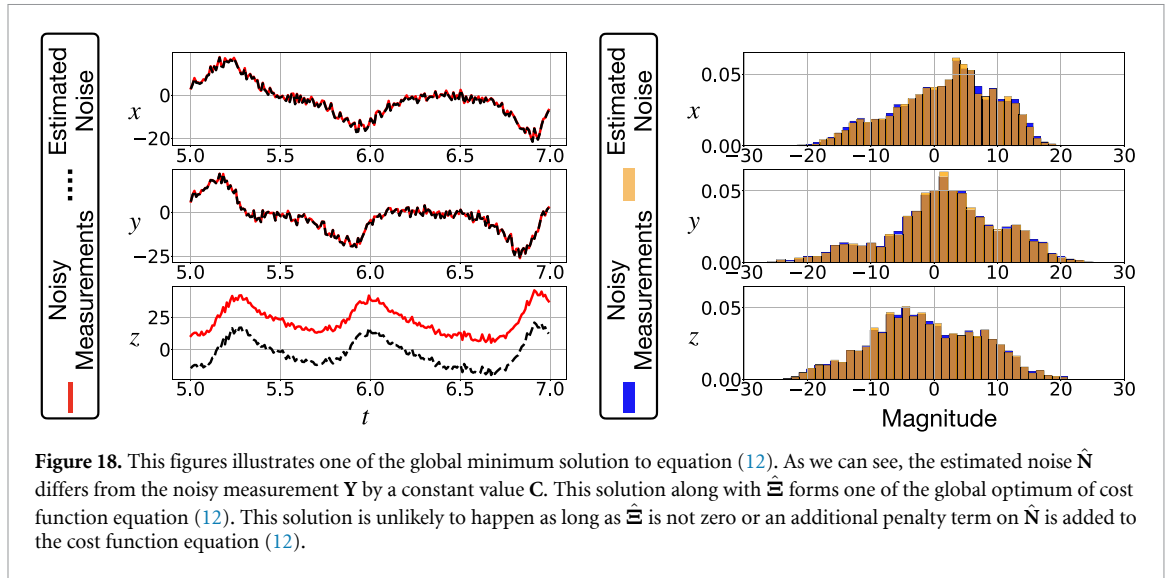 Noisy Measurements
Estimated Noise
x
0
−20
5.0 5.5 6.0 6.5 7.0
y
0
−25
5.0 5.5 6.0 6.5 7.0
z
25
0
5.0 5.5 6.0 6.5 7.0
t
Noisy Measurements
Estimated Noise
x
0.05
0.00
−30 −20 −10 0 10 20 30
y
0.05
0.00
−30 −20 −10 0 10 20 30
z
0.05
0.00
−30 −20 −10 0 10 20 30
Magnitude
Figure 18. This figures illustrates one of the global minimum solution to equation (12). As we can see, the estimated noise N̂
differs from the noisy measurement Y by a constant value C. This solution along with Ξ̂ forms one of the global optimum of cost
function equation (12). This solution is unlikely to happen as long as Ξ̂ is not zero or an additional penalty term on N̂ is added to
the cost function equation (12).